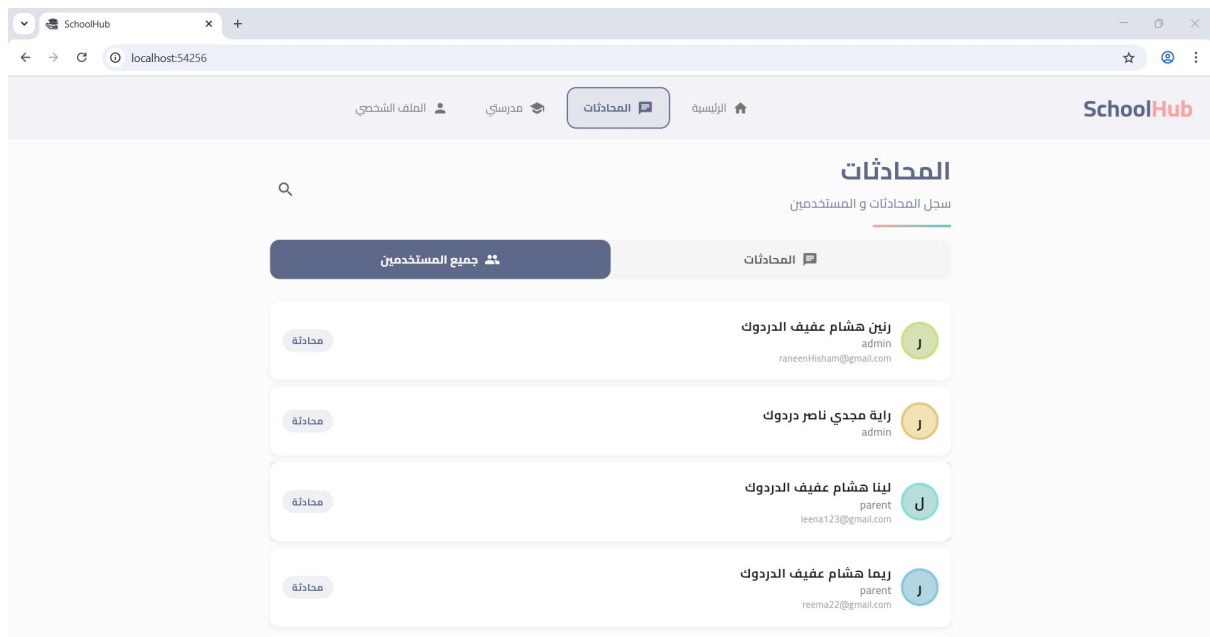 SchoolHub
localhost:54256
SchoolHub
الرئيسية
المحادثات
مدرستي
الملف الشخصي
المحادثات
سجل المحادثات و المستخدمين
المحادثات
جميع المستخدمين
ر
رنين هشام عفيف الدردوك
admin
raneenHisham@gmail.com
محادثة
ر
راية مجدي ناصر دردوك
admin
محادثة
ل
لينا هشام عفيف الدردوك
parent
leena123@gmail.com
محادثة
ر
ريما هشام عفيف الدردوك
parent
reema22@gmail.com
محادثة